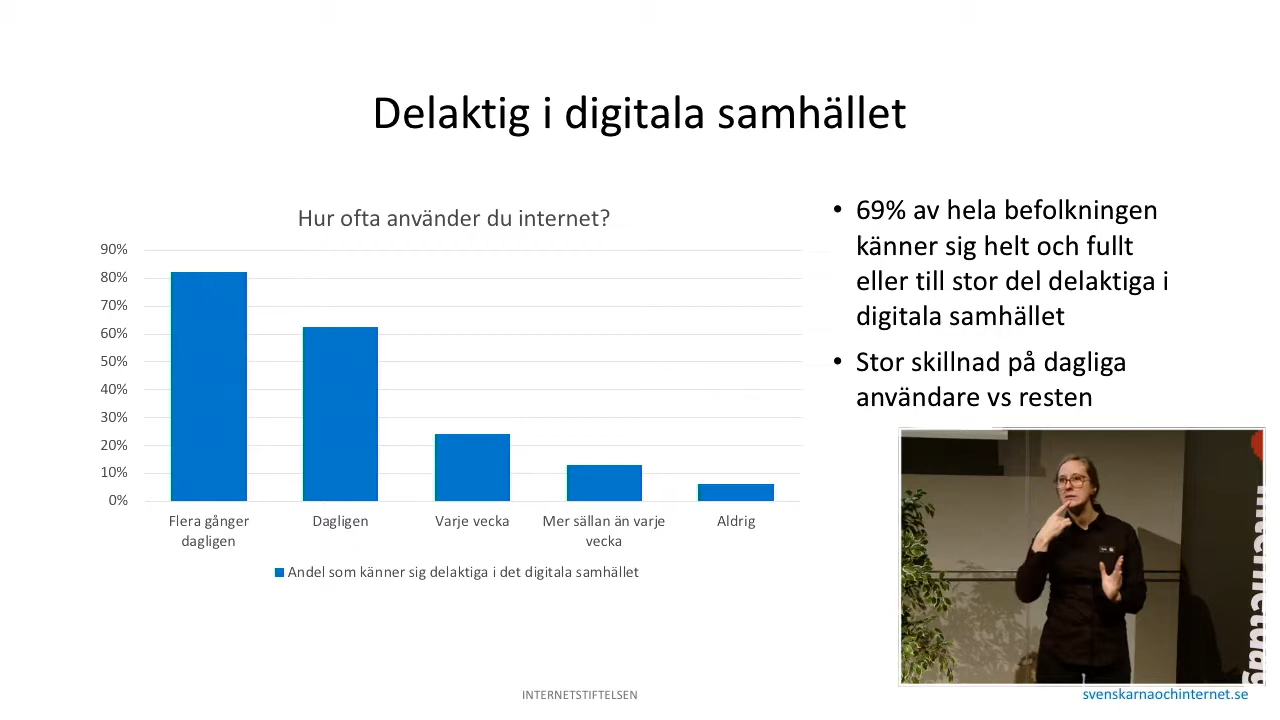 Delaktig i digitala samhället
Hur ofta använder du internet?
90%
80%
70%
60%
50%
40%
30%
20%
10%
0%
Flera gånger
dagligen
Dagligen
Varje vecka
Mer sällan än varje
vecka
Aldrig
Andel som känner sig delaktiga i det digitala samhället
• 69% av hela befolkningen
känner sig helt och fullt
eller till stor del delaktiga i
digitala samhället
• Stor skillnad på dagliga
användare vs resten
INTERNETSTIFTELSEN
svenskarnaochinternet.se